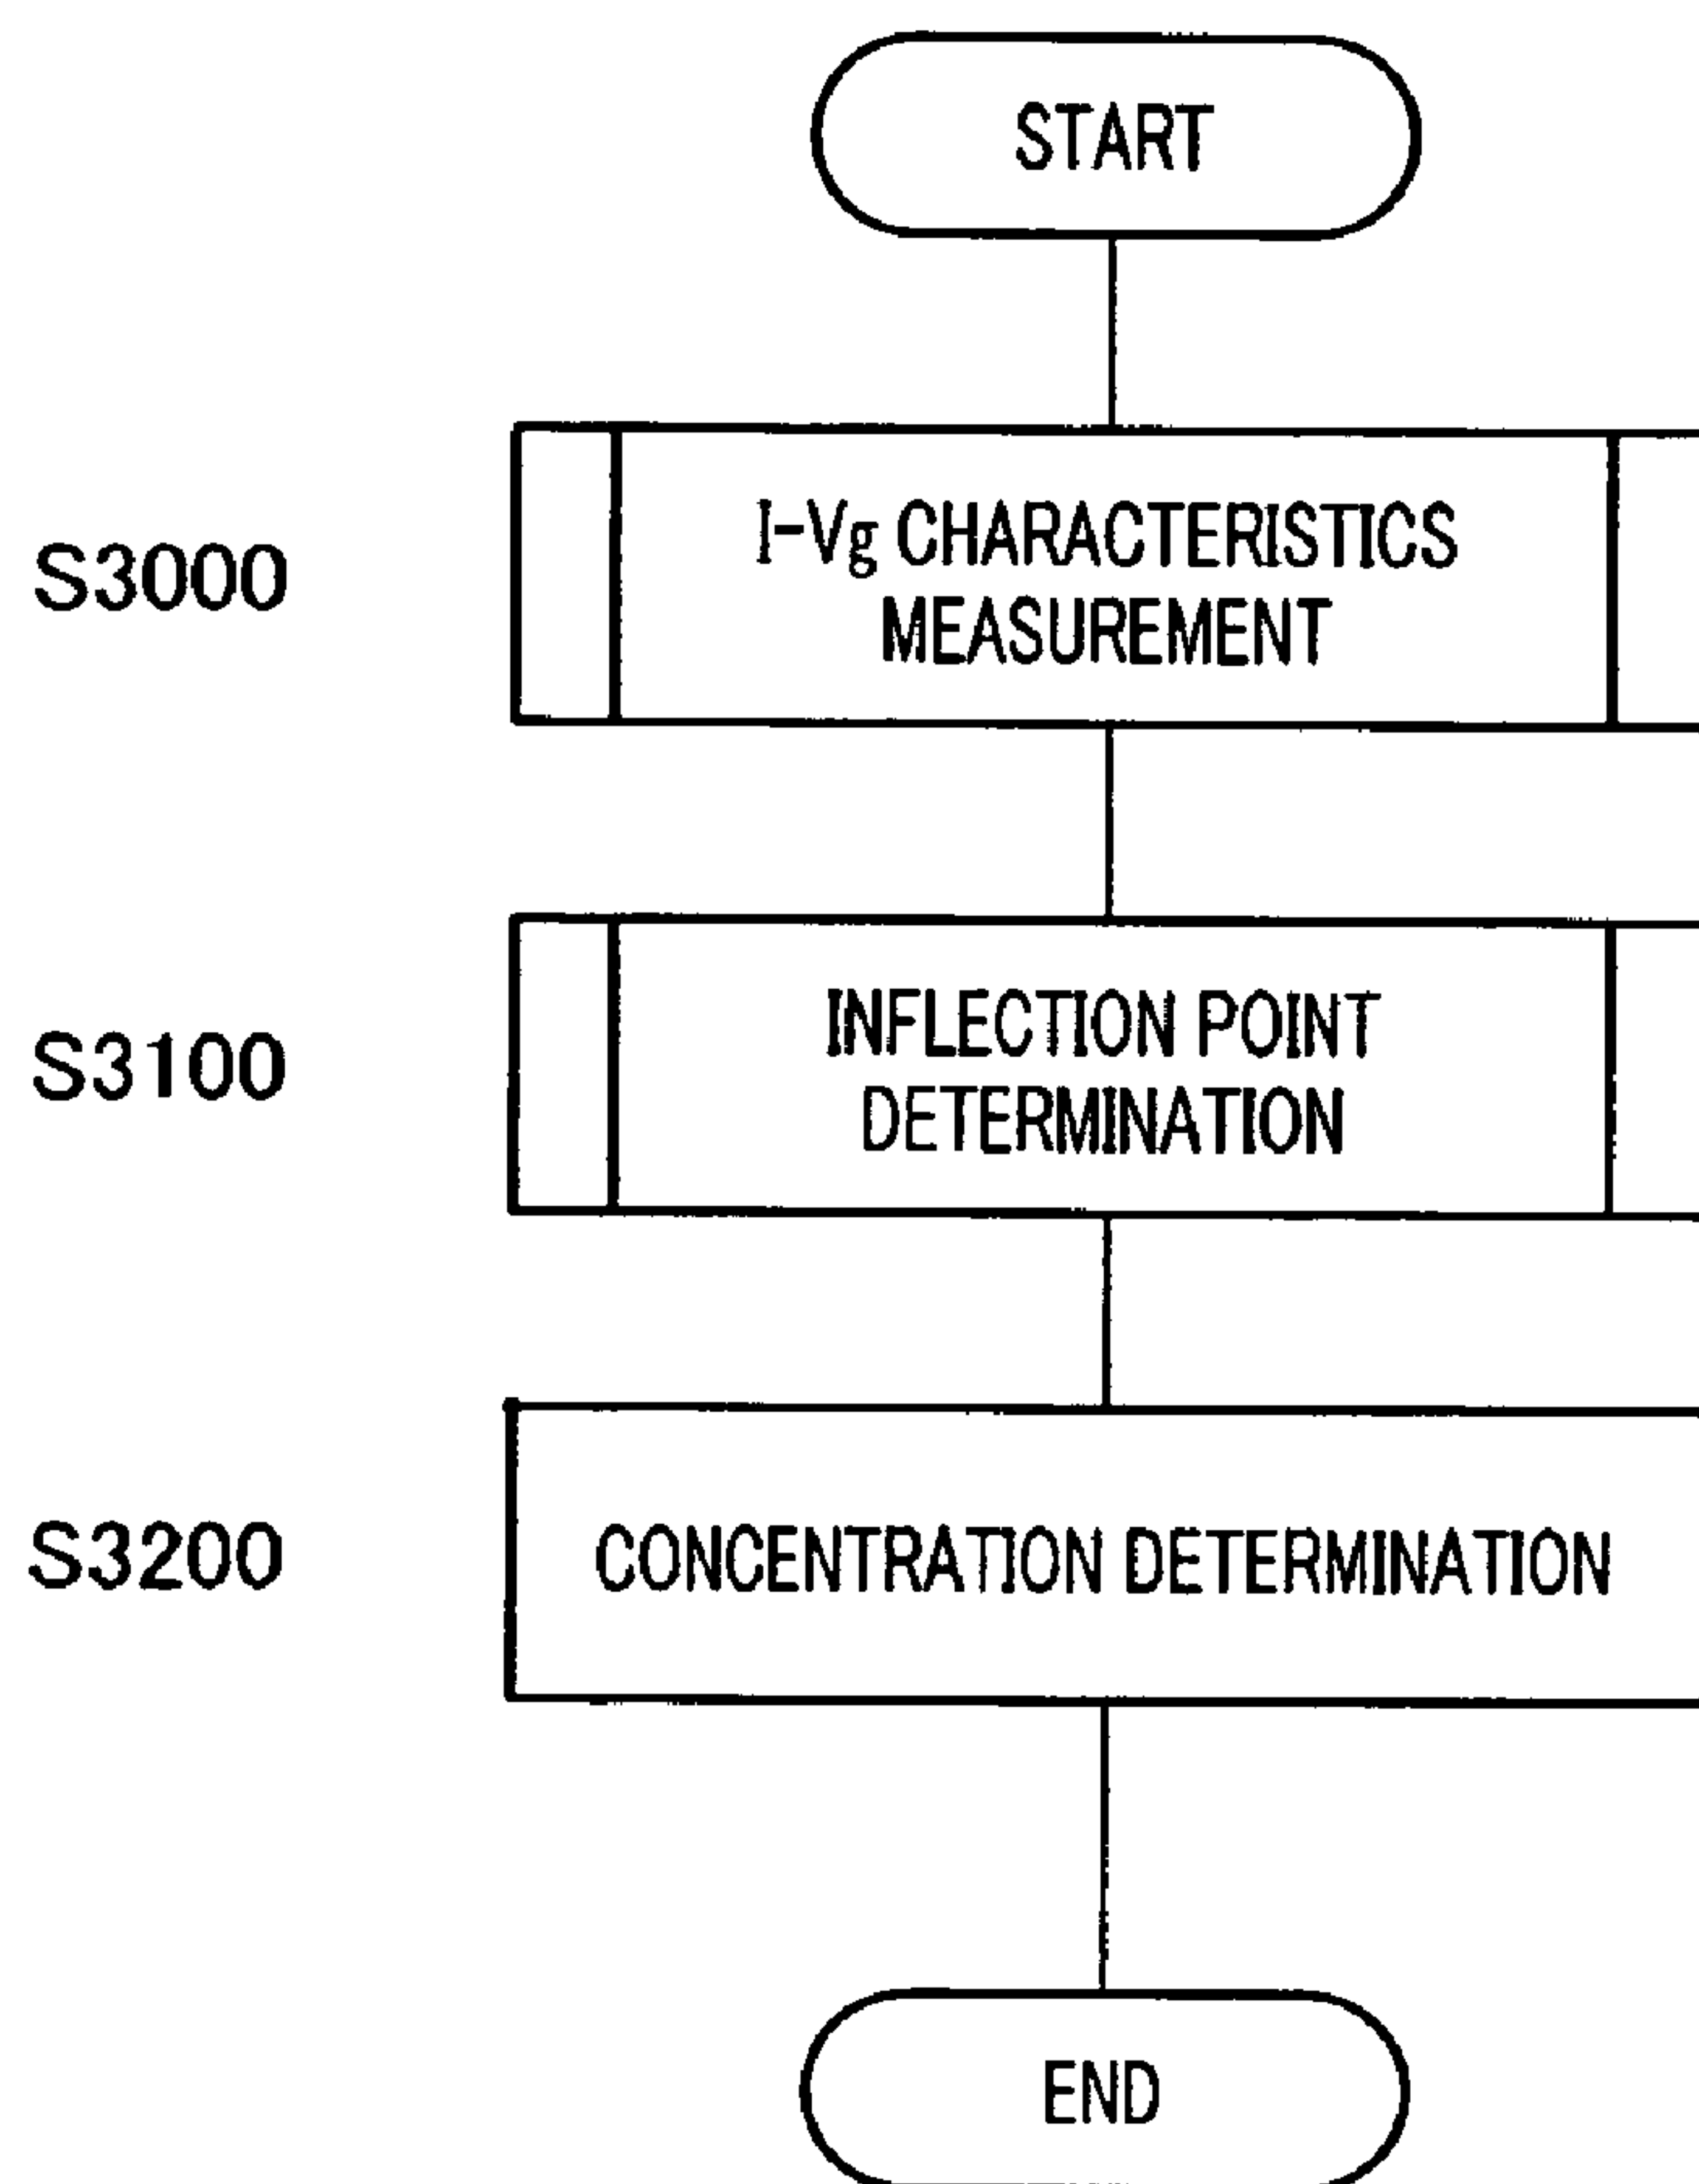 START
S3000
I-Vg CHARACTERISTICS
MEASUREMENT
S3100
INFLECTION POINT
DETERMINATION
S3200
CONCENTRATION DETERMINATION
END